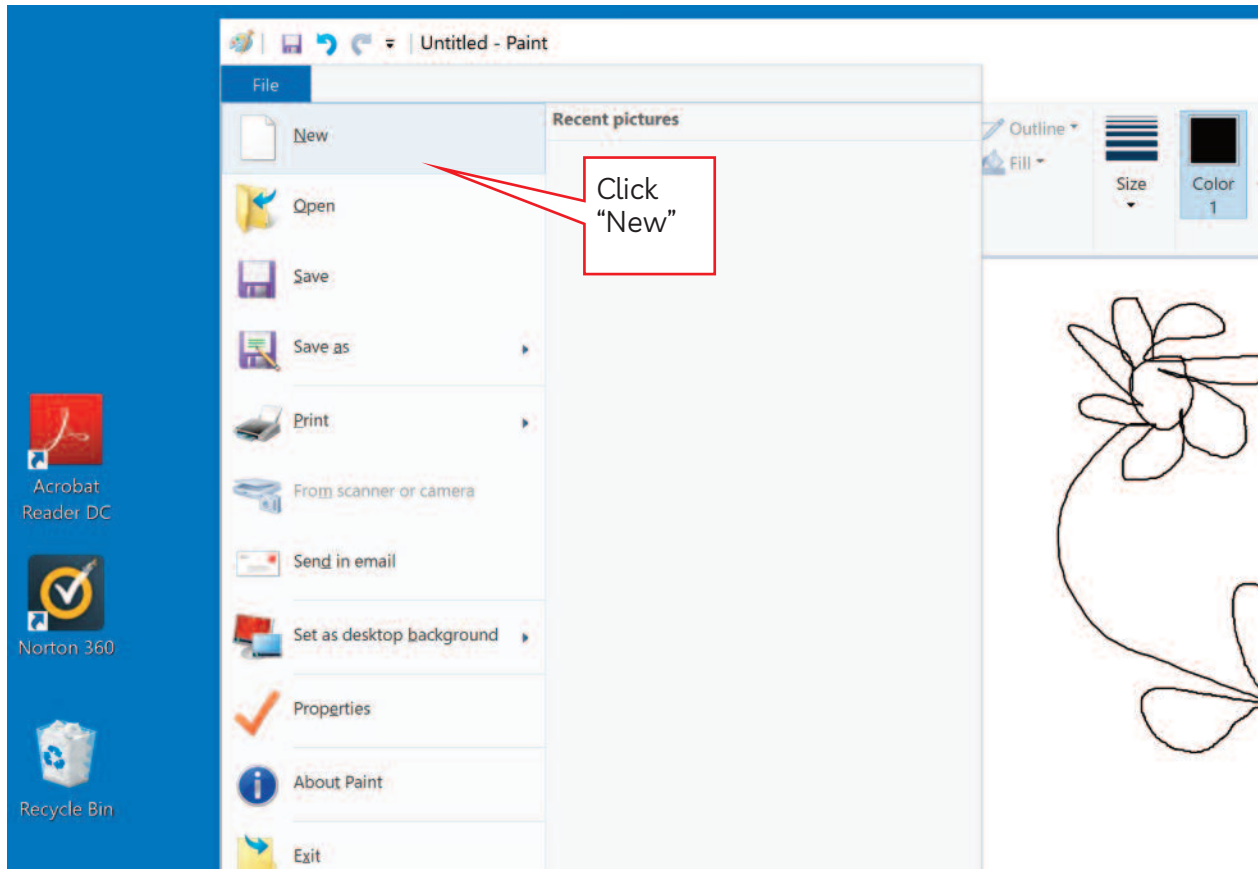 Untitled - Paint
File
New
Recent pictures
Click
“New”
Open
Save
Save as
Print
From scanner or camera
Send in email
Set as desktop background
Properties
About Paint
Exit
Outline
Fill
Size
Color
1
Acrobat
Reader DC
Norton 360
Recycle Bin